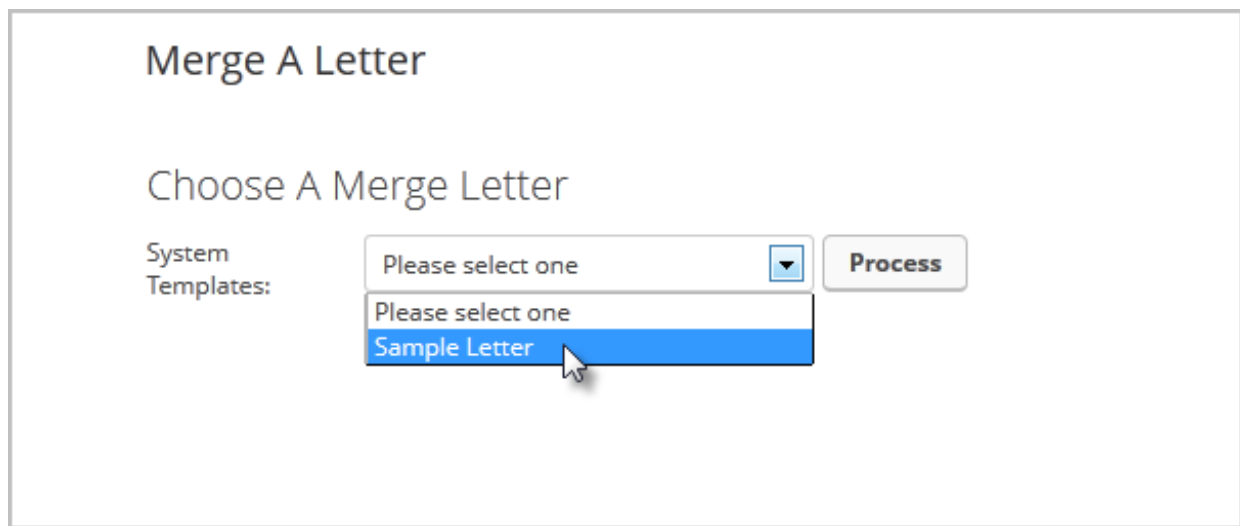 Merge A Letter
Choose A Merge Letter
System
Templates:
Please select one
Process
Please select one
Sample Letter